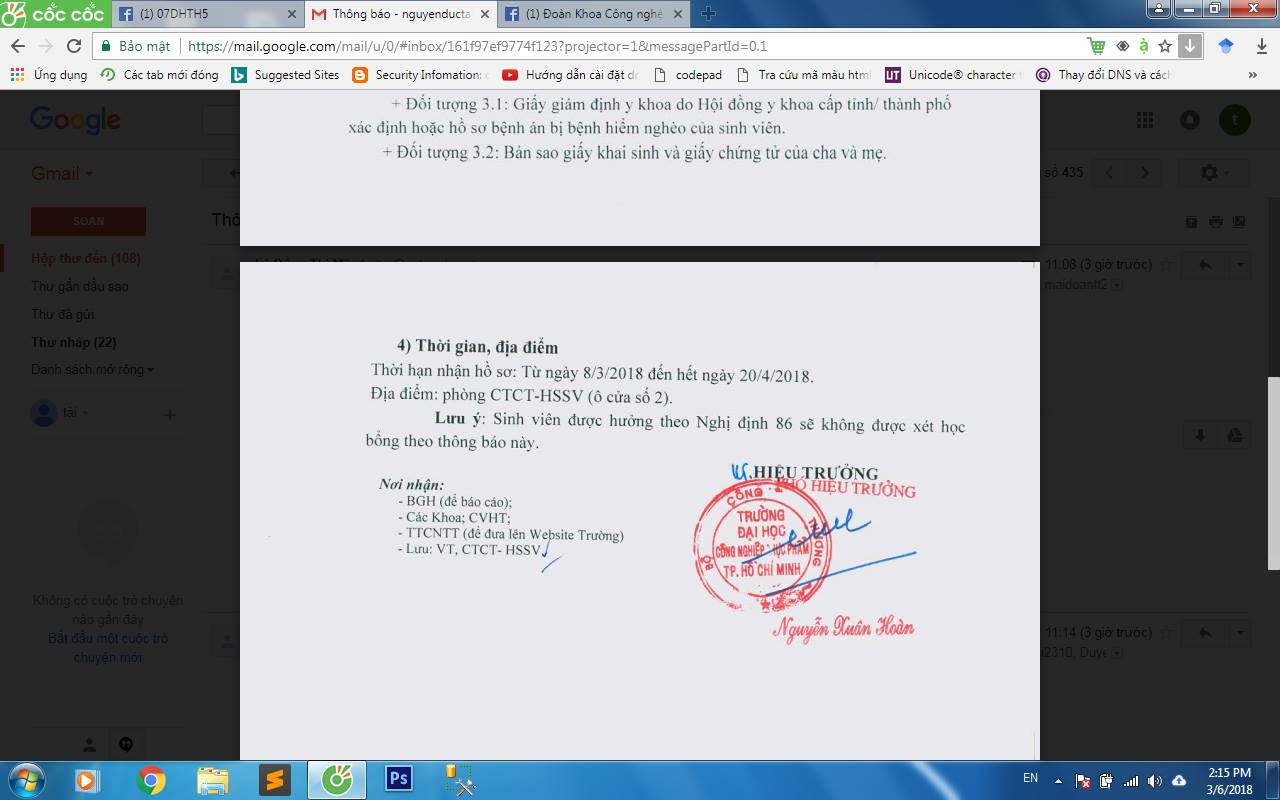 cốc cốc
(1) 07DHTH5
Thông báo - nguyenducta
(1) Đoàn Khoa Công nghệ
Bảo mật
https://mail.google.com/mail/u/0/#inbox/161f97ef9774f123?projector=1&messagePartId=0.1
Ứng dụng
Các tab mới đóng
Suggested Sites
Security Infomation:
Hướng dẫn cài đặt
codepad
Tra cứu mã màu html
Unicode® character
Thay đổi DNS và cách
»
Google
t
+ Đối tượng 3.1: Giấy giám định y khoa do Hội đồng y khoa cấp tỉnh/ thành phố
xác định hoặc hồ sơ bệnh án bị bệnh hiểm nghèo của sinh viên.
+ Đối tượng 3.2: Bản sao giấy khai sinh và giấy chứng tử của cha và mẹ.
Gmail
số 435
SOẠN
Hộp thư đến (108)
Thư gắn dấu sao
Thư đã gửi
Thư nháp (22)
Danh sách mở rộng
tài
11:08 (3 giờ trước)
maidoantt2
4) Thời gian, địa điểm
Thời hạn nhận hồ sơ: Từ ngày 8/3/2018 đến hết ngày 20/4/2018.
Địa điểm: phòng CTCT-HSSV (ô cửa số 2).
Lưu ý: Sinh viên được hưởng theo Nghị định 86 sẽ không được xét học
bổng theo thông báo này.
Nơi nhận:
- BGH (để báo cáo);
- Các Khoa; CVHT;
- TTCNTT (để đưa lên Website Trường)
- Lưu: VT, CTCT- HSSV
KT.HIỆU TRƯỞNG
PHÓ HIỆU TRƯỞNG
BỘ CÔNG THƯƠNG
TRƯỜNG
ĐẠI HỌC
CÔNG NGHIỆP THỰC PHẨM
TP. HỒ CHÍ MINH
Nguyễn Xuân Hoàn
Không có cuộc trò chuyện
nào gần đây
Bắt đầu một cuộc trò
chuyện mới
11:14 (3 giờ trước)
2310, Duye
EN
2:15 PM
3/6/2018
Ps